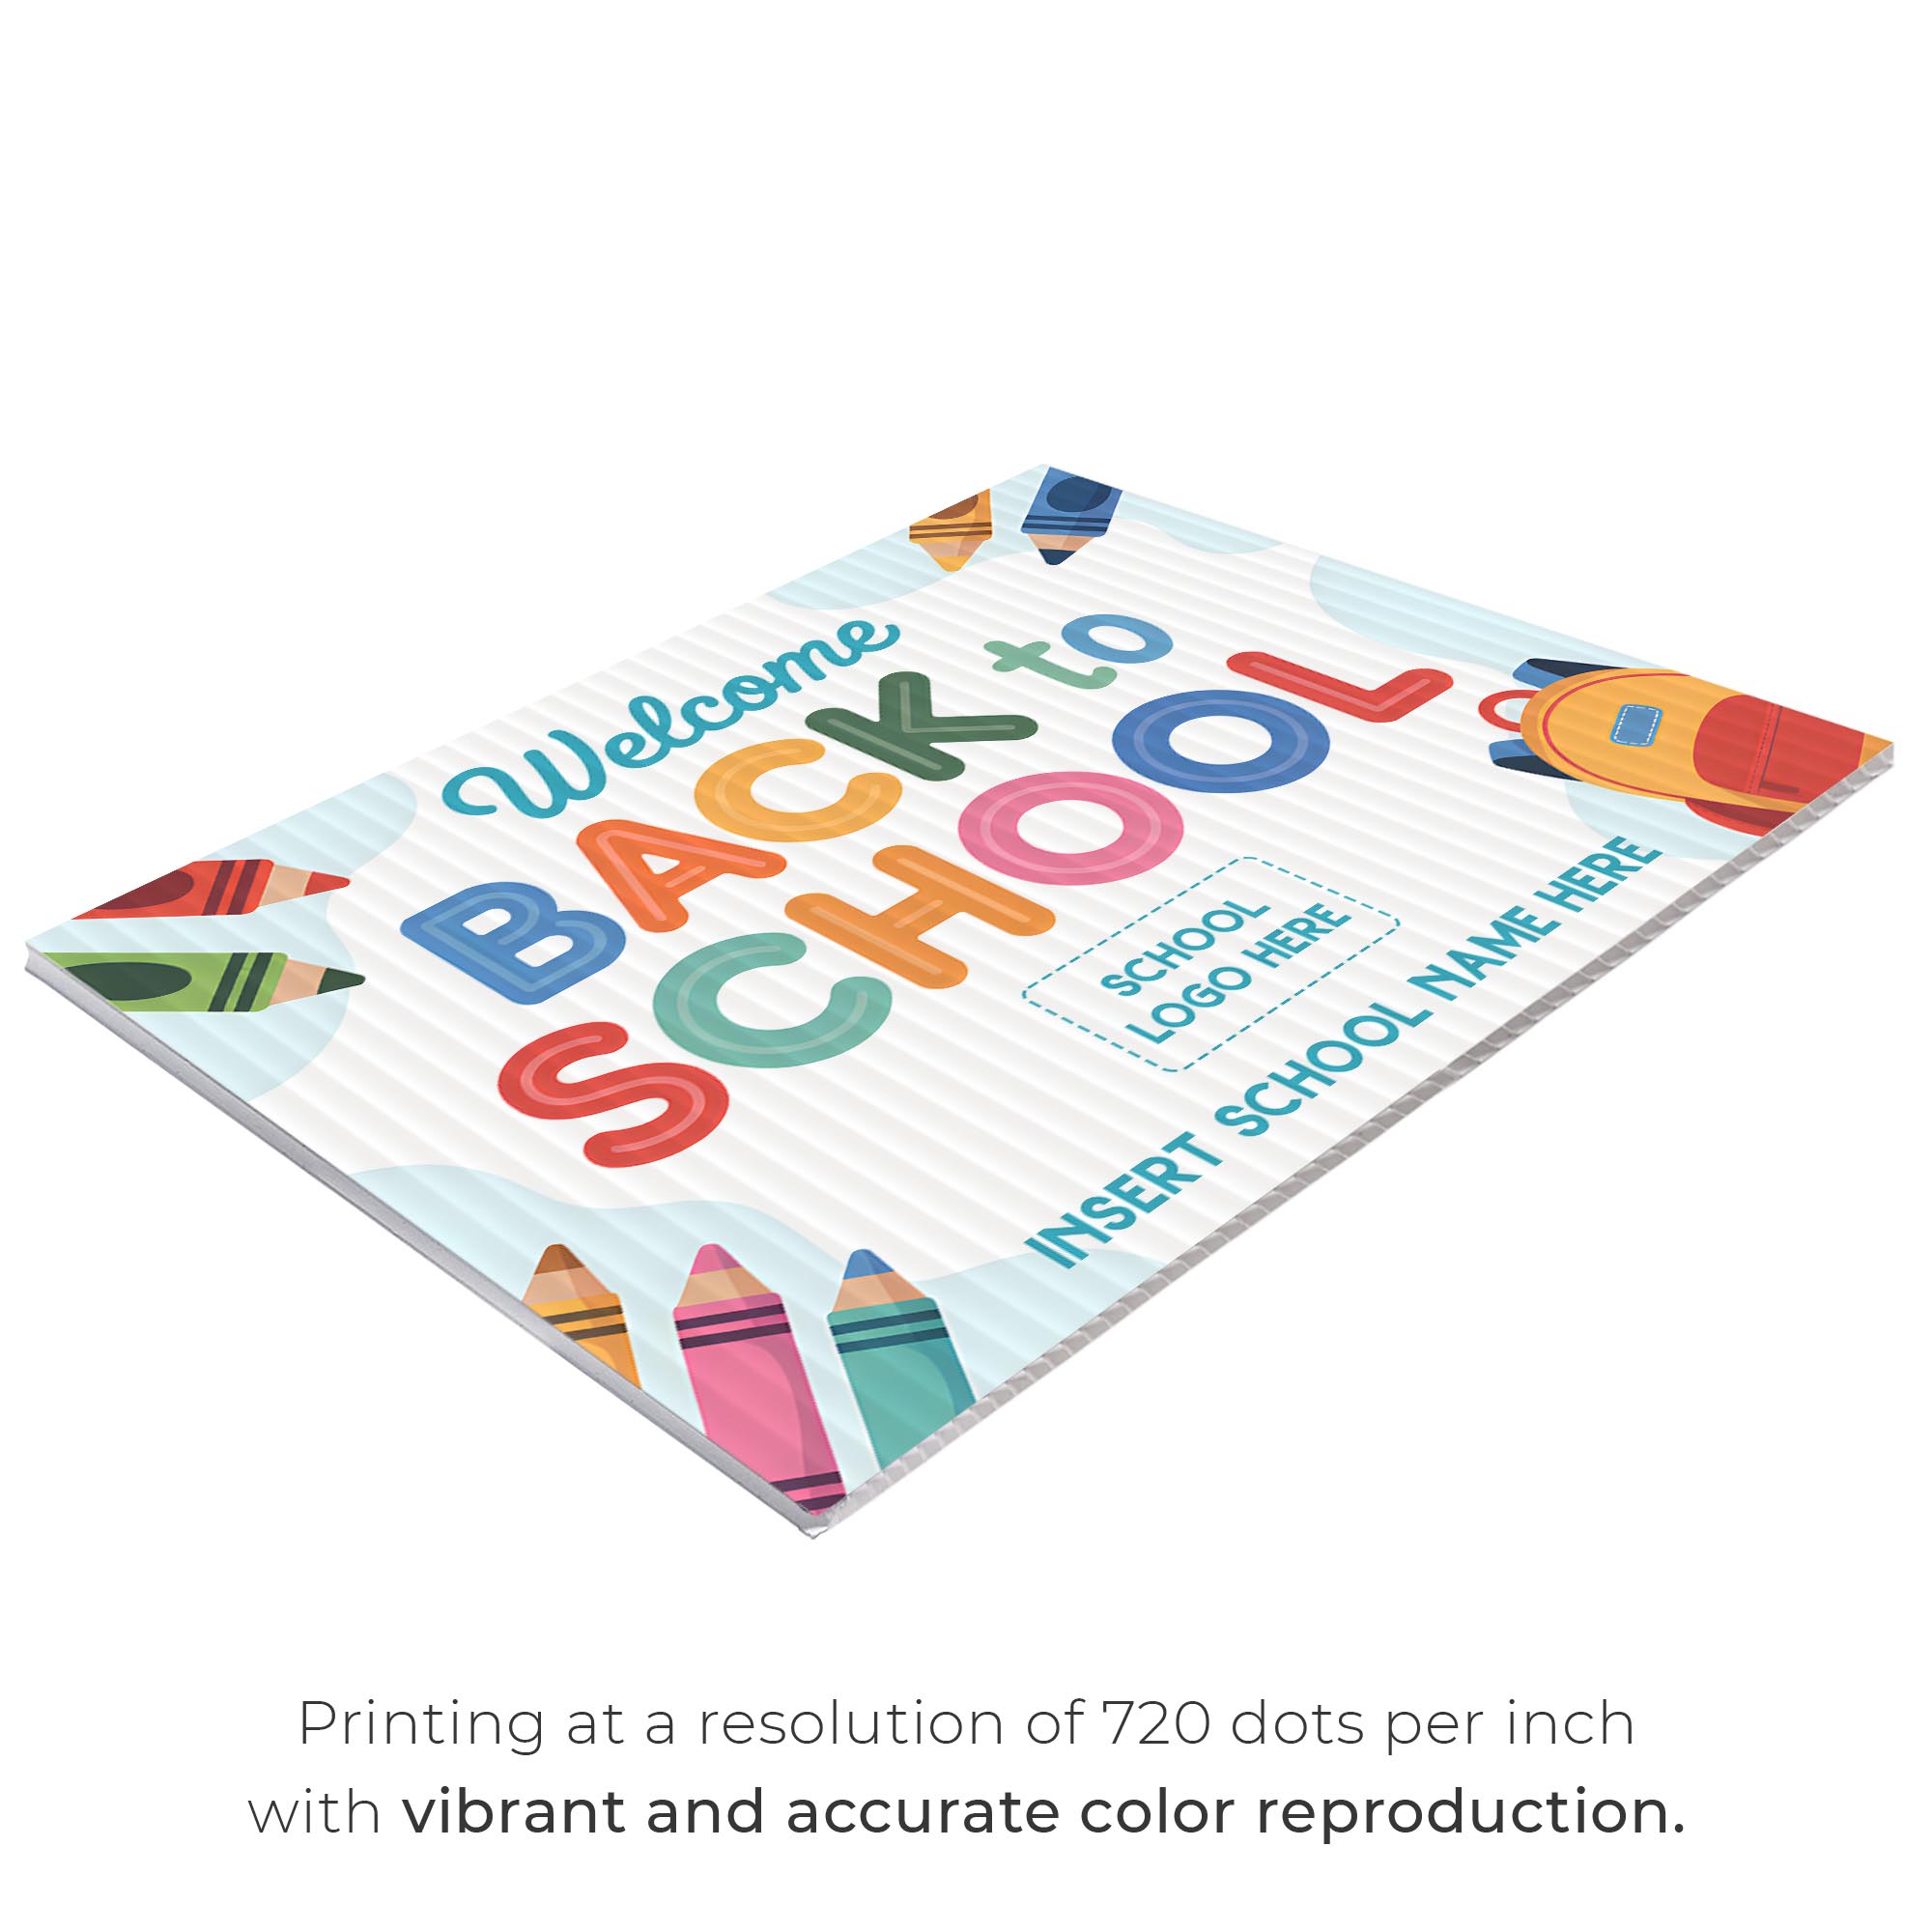 Welcome
BACK to
SCHOOL
SCHOOL
LOGO HERE
INSERT SCHOOL NAME HERE
Printing at a resolution of 720 dots per inch
with vibrant and accurate color reproduction.